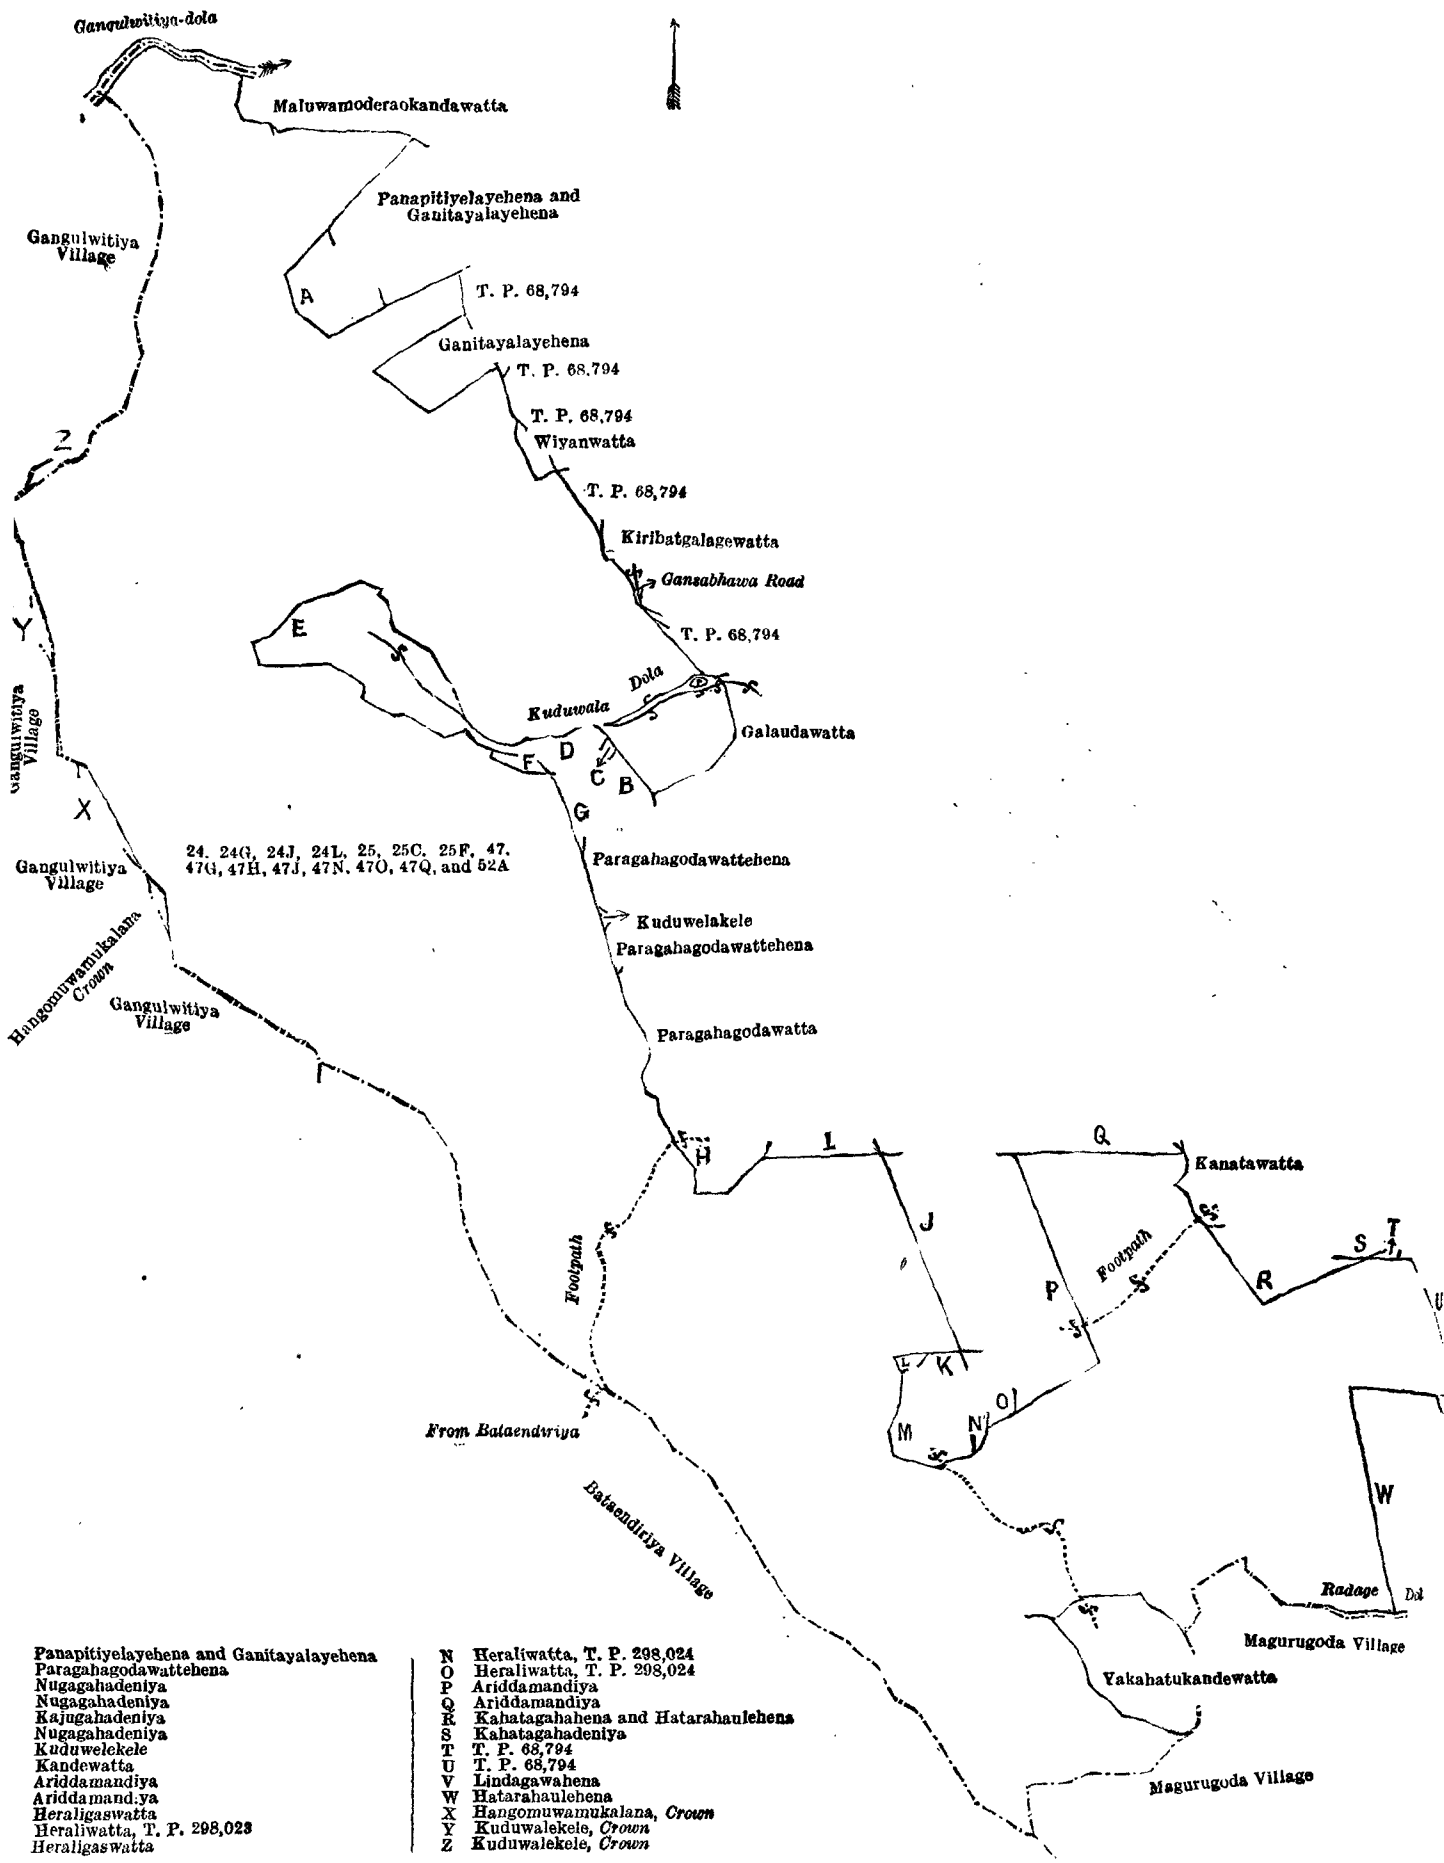 Gangulwitiya-dola
Maluwamoderaokandawatta
Panapitiyelayehena and
Ganitayalayehena
Gangulwitiya
Village
A
T. P. 68,794
Ganitayalayehena
T. P. 68,794
T. P. 68,794
Wiyanwatta
Z
T. P. 68,794
Kiribatgalagewatta
Gansabhawa Road
E
Y
T. P. 68,794
Dola
P
Kuduwala
Gangulwitiya
Village
Galaudawatta
D
F
C
B
X
G
24, 24G, 24J, 24L, 25, 25C, 25F, 47,
47G, 47H, 47J, 47N, 47O, 47Q, and 52A
Paragahagodawattehena
Gangulwitiya
Village
Kuduwelakele
Paragahagodawattehena
Hangomuwamukalana
Crown
Gangulwitiya
Village
Paragahagodawatta
H
I
Q
Kanatawatta
J
Footpath
Footpath
P
R
S
T
U
L
K
O
M
N
From Bataendiriya
W
Bataendiriya Village
Radage
Dol
Magurugoda Village
Yakahatukandewatta
Magurugoda Village
Panapitiyelayehena and Ganitayalayehena
Paragahagodawattehena
Nugagahadeniya
Nugagahadeniya
Kajugahadeniya
Nugagahadeniya
Kuduwelekele
Kandewatta
Ariddamandiya
Ariddamand:ya
Heraligaswatta
Heraliwatta, T. P. 298,023
Heraligaswatta
N Heraliwatta, T. P. 298,024
O Heraliwatta, T. P. 298,024
P Ariddamandiya
Q Ariddamandiya
R Kahatagahahena and Hatarahaulehena
S Kahatagahadeniya
T T. P. 68,794
U T. P. 68,794
V Lindagawahena
W Hatarahaulehena
X Hangomuwamukalana, Crown
Y Kuduwalekele, Crown
Z Kuduwalekele, Crown